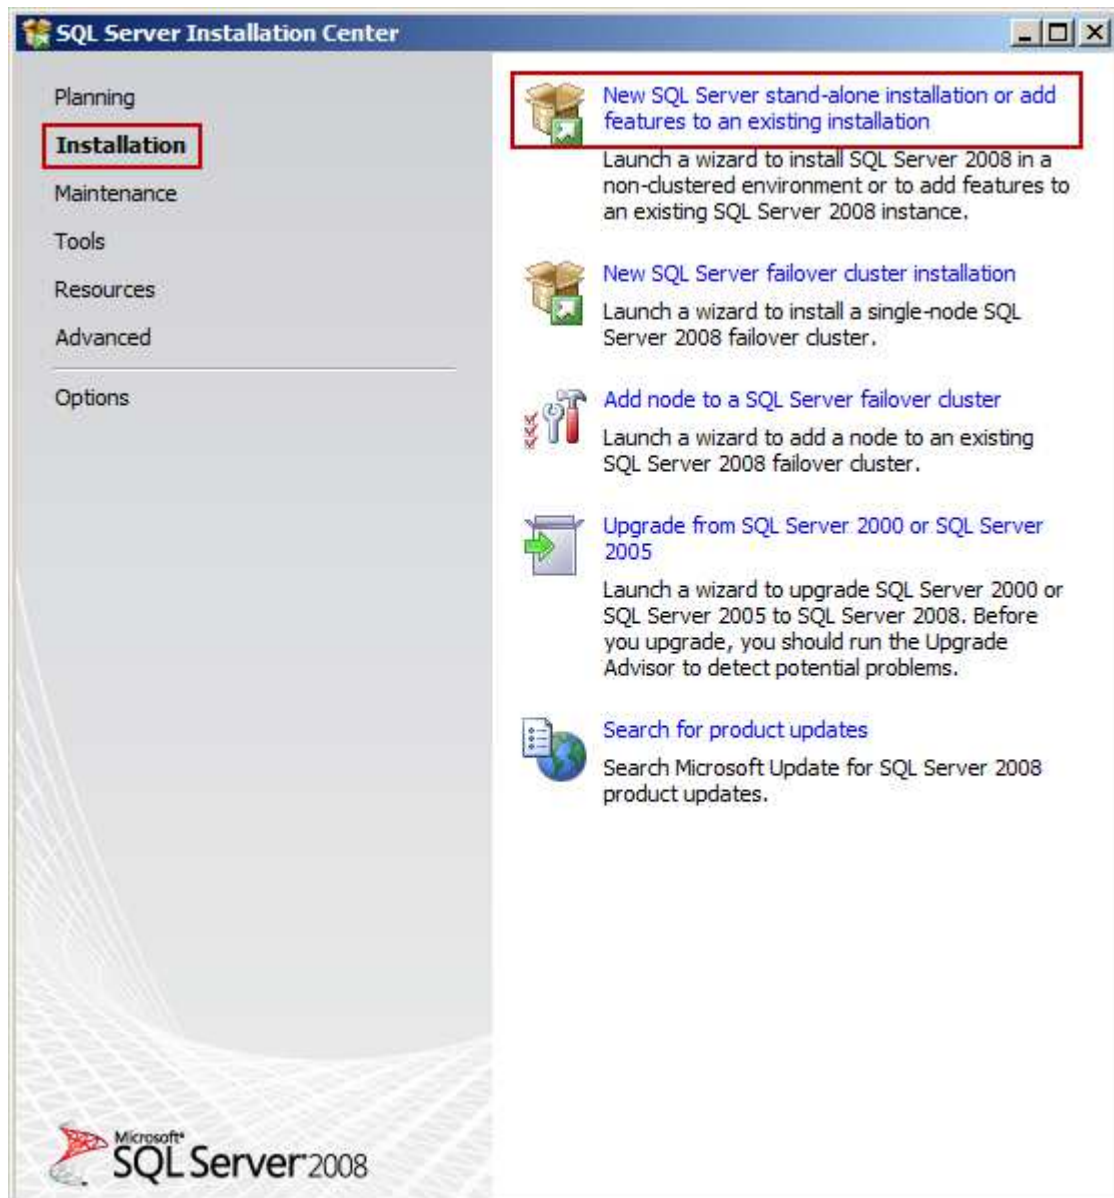 SQL Server Installation Center
Planning
Installation
Maintenance
Tools
Resources
Advanced
Options
New SQL Server stand-alone installation or add
features to an existing installation
Launch a wizard to install SQL Server 2008 in a
non-clustered environment or to add features to
an existing SQL Server 2008 instance.
New SQL Server failover cluster installation
Launch a wizard to install a single-node SQL
Server 2008 failover cluster.
Add node to a SQL Server failover cluster
Launch a wizard to add a node to an existing
SQL Server 2008 failover cluster.
Upgrade from SQL Server 2000 or SQL Server
2005
Launch a wizard to upgrade SQL Server 2000 or
SQL Server 2005 to SQL Server 2008. Before
you upgrade, you should run the Upgrade
Advisor to detect potential problems.
Search for product updates
Search Microsoft Update for SQL Server 2008
product updates.
Microsoft®
SQL Server® 2008